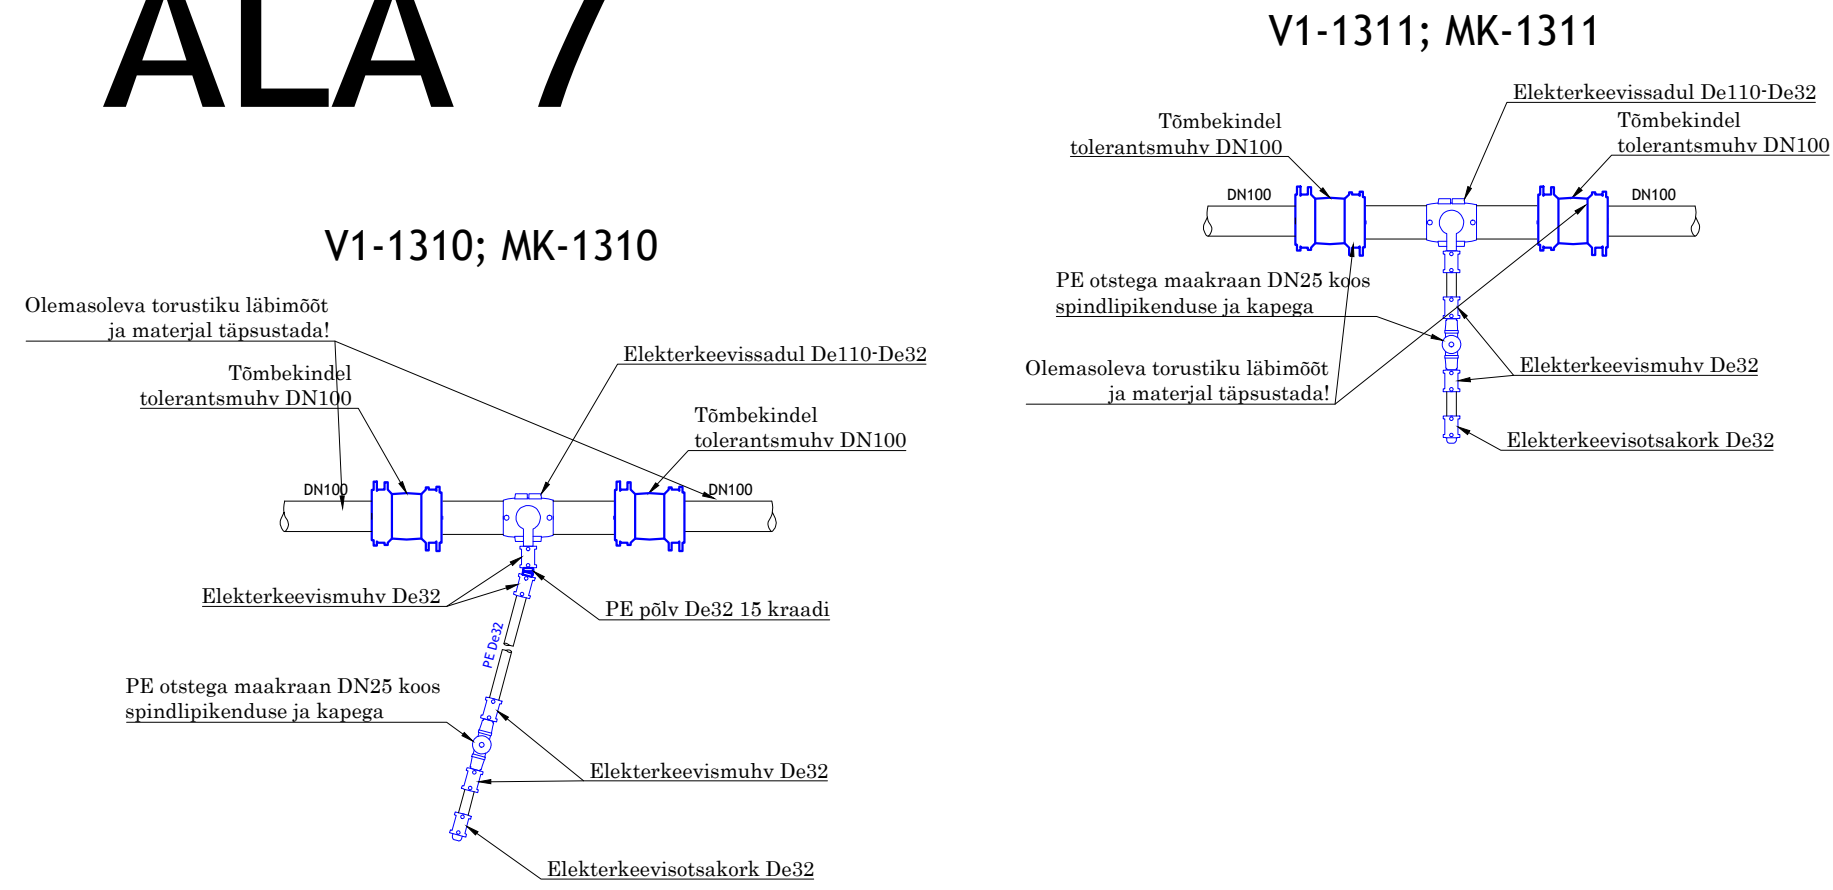 ALA 7
V1-1310; MK-1310
Olemasoleva torustiku läbimõõt
ja materjal täpsustada!
Elekterkeevissadul De110-De32
Tõmbekindel
tolerantsmuhv DN100
Tõmbekindel
tolerantsmuhv DN100
DN100
DN100
Elekterkeevismuhv De32
PE põlv De32 15 kraadi
PE De32
PE otstega maakraan DN25 koos
spindlipikenduse ja kapega
Elekterkeevismuhv De32
Elekterkeevisotsakork De32
V1-1311; MK-1311
Elekterkeevissadul De110-De32
Tõmbekindel
tolerantsmuhv DN100
Tõmbekindel
tolerantsmuhv DN100
DN100
DN100
PE otstega maakraan DN25 koos
spindlipikenduse ja kapega
Olemasoleva torustiku läbimõõt
ja materjal täpsustada!
Elekterkeevismuhv De32
Elekterkeevisotsakork De32